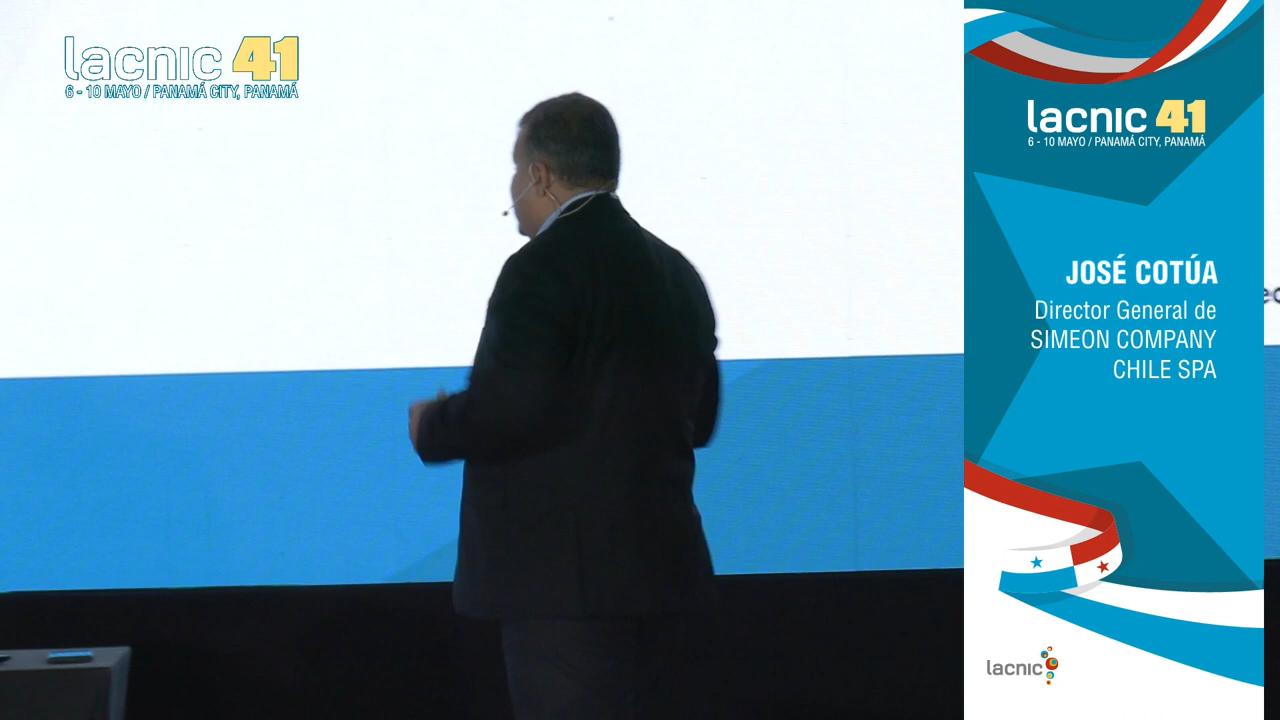 lacnic 41
6 - 10 MAYO / PANAMÁ CITY, PANAMÁ
lacnic 41
6 - 10 MAYO / PANAMÁ CITY, PANAMÁ
JOSÉ COTÚA
Director General de
SIMEON COMPANY
CHILE SPA
lacnic